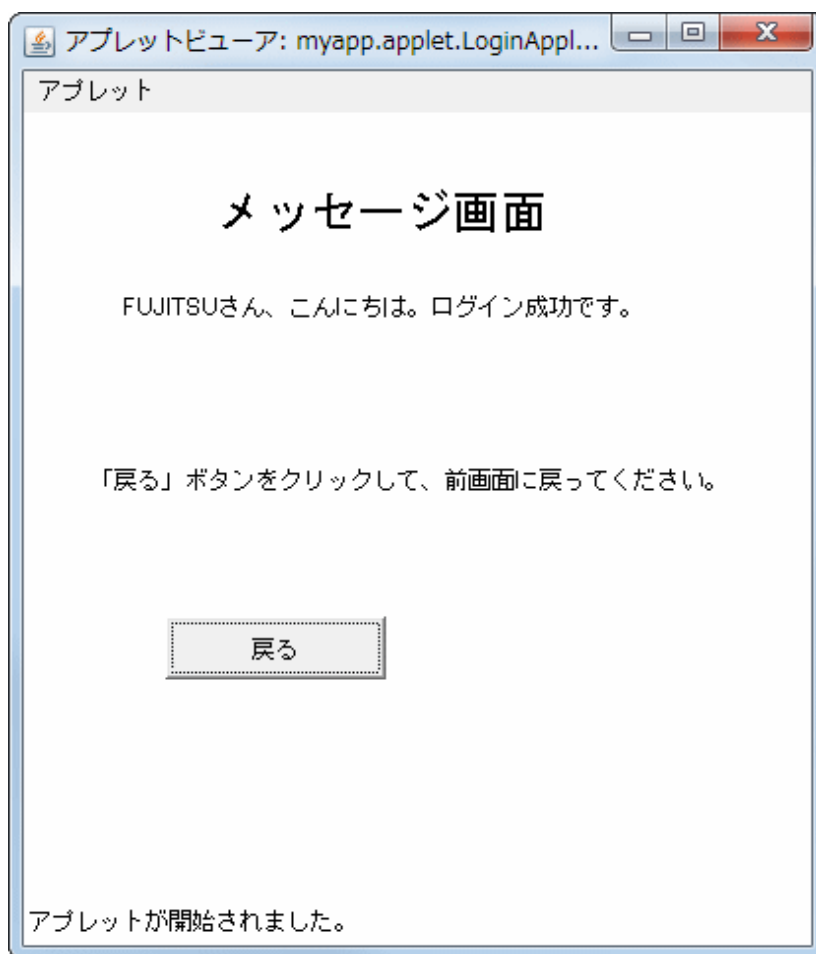 アプレットビューア: myapp.applet.LoginAppl...
アプレット
メッセージ画面
FUJITSUさん、こんにちは。ログイン成功です。
「戻る」ボタンをクリックして、前画面に戻ってください。
戻る
アプレットが開始されました。